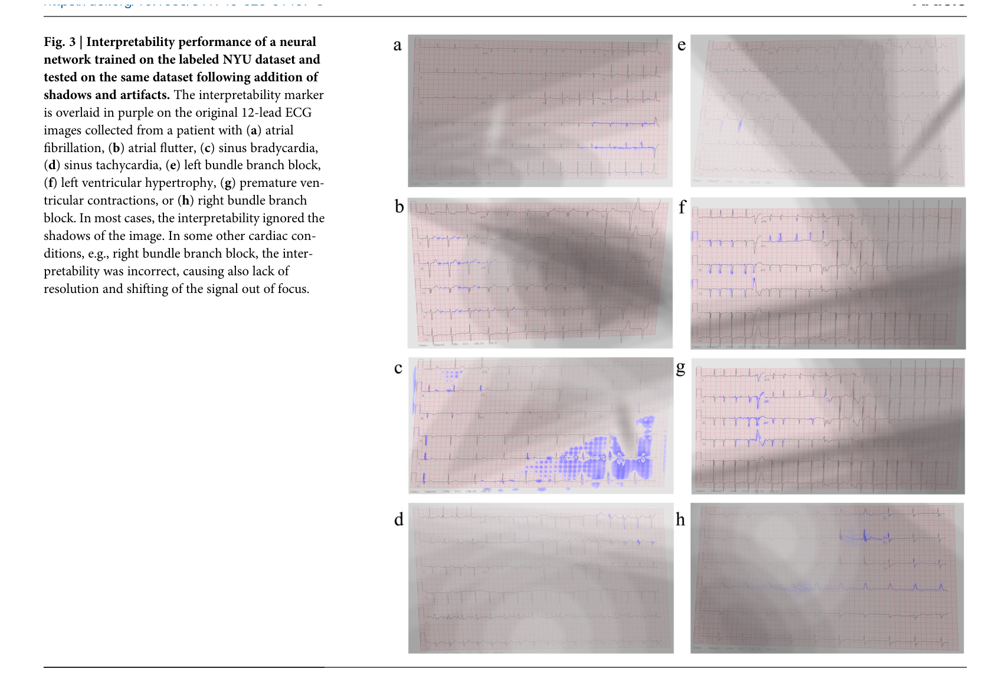 Fig. 3 | Interpretability performance of a neural
network trained on the labeled NYU dataset and
tested on the same dataset following addition of
shadows and artifacts. The interpretability marker
is overlaid in purple on the original 12-lead ECG
images collected from a patient with (a) atrial
fibrillation, (b) atrial flutter, (c) sinus bradycardia,
(d) sinus tachycardia, (e) left bundle branch block,
(f) left ventricular hypertrophy, (g) premature ven-
tricular contractions, or (h) right bundle branch
block. In most cases, the interpretability ignored the
shadows of the image. In some other cardiac con-
ditions, e.g., right bundle branch block, the inter-
pretability was incorrect, causing also lack of
resolution and shifting of the signal out of focus.
a
e
b
f
c
g
d
h